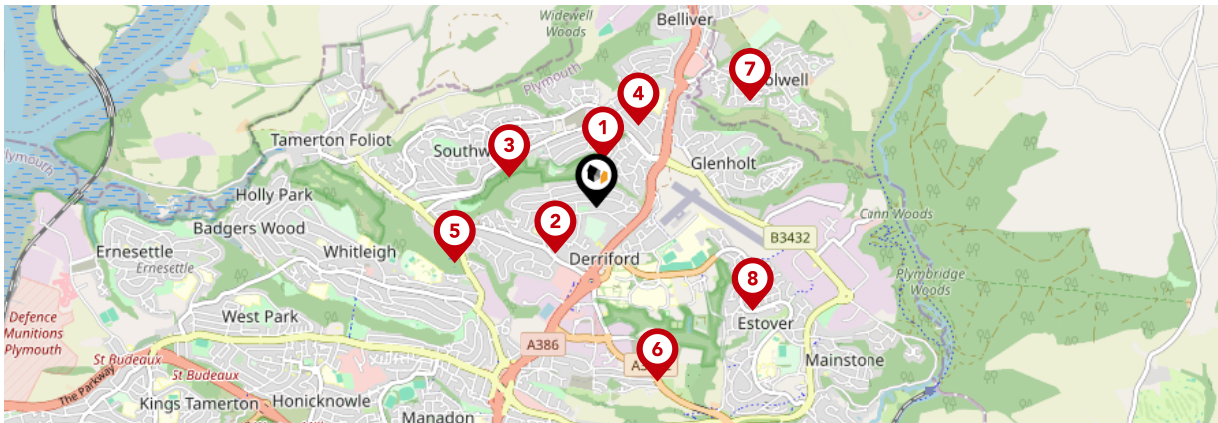 Belliver
Widewell
Woods
Plymouth
7
4
1
Tamerton Foliot
3
Glenholt
Holly Park
Cann Woods
2
5
B3432
Badgers Wood
Ernesettle
Ernesettle
Whitleigh
Derriford
8
Plymbridge
Woods
Defence
Munitions
Plymouth
West Park
Estover
A386
6
St Budeaux
St Budeaux
Mainstone
The Parkway
Kings Tamerton
Honicknowle
Manadon